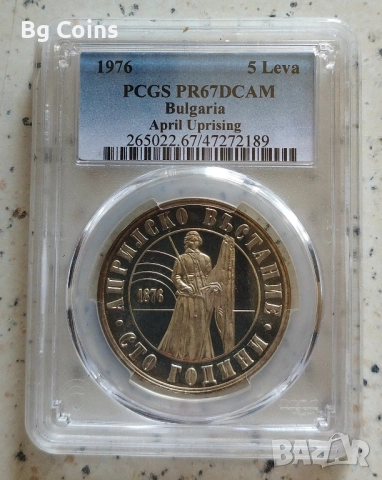 Bg Coins
1976 5 Leva
PCGS PR67DCAM
Bulgaria
April Uprising
265022.67/47272189
АПРИЛСКО ВЪСТАНИЕ
1876
СТО ГОДИНИ
BAZAR